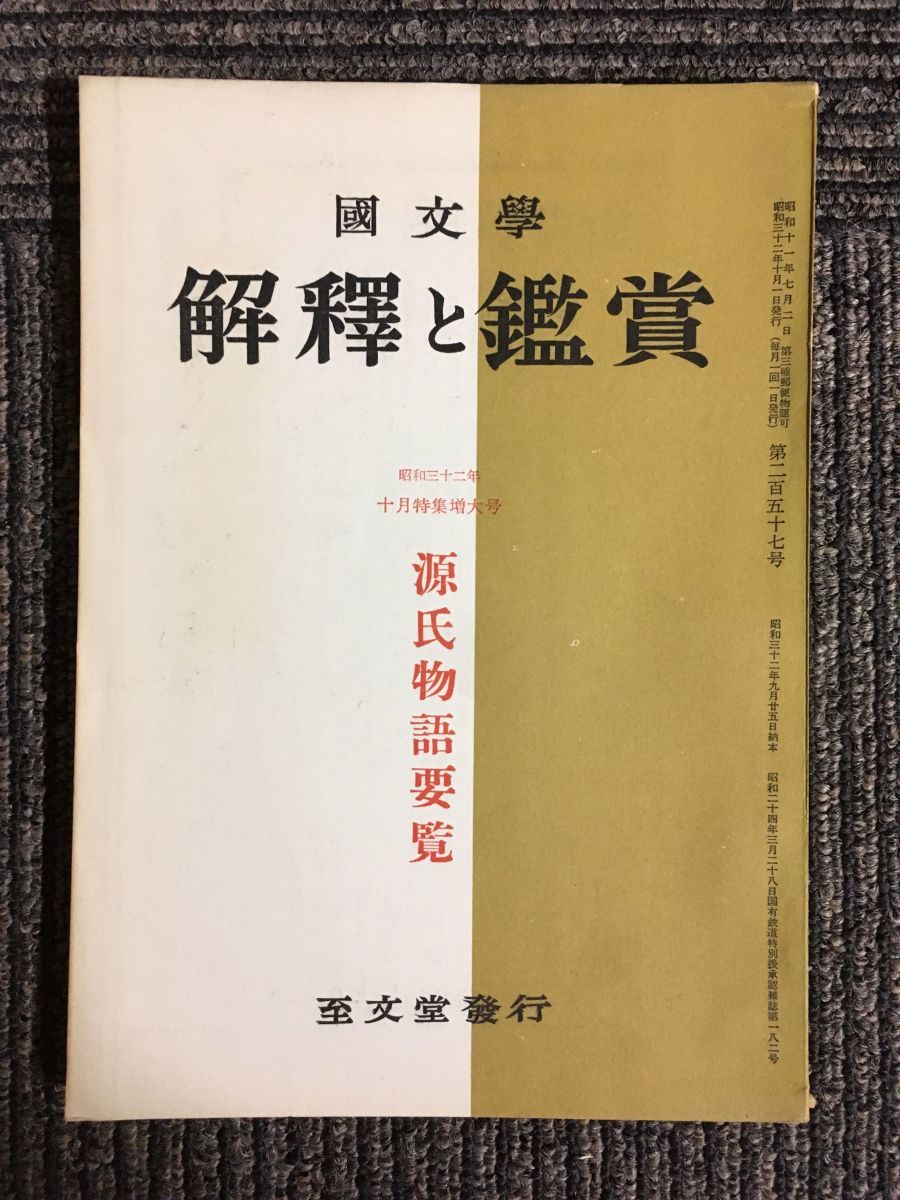 國文學
解釋と鑑賞
昭和三十二年
十月特集増大号
源氏物語要覧
至文堂發行
昭和十一年七月二日 第三種郵便物認可
昭和三十二年十月一日発行（毎月一回一日発行）
第二百五十七号
昭和三十二年九月廿五日納本
昭和二十四年三月二十八日国有鉄道特別扱承認雑誌第一八二号